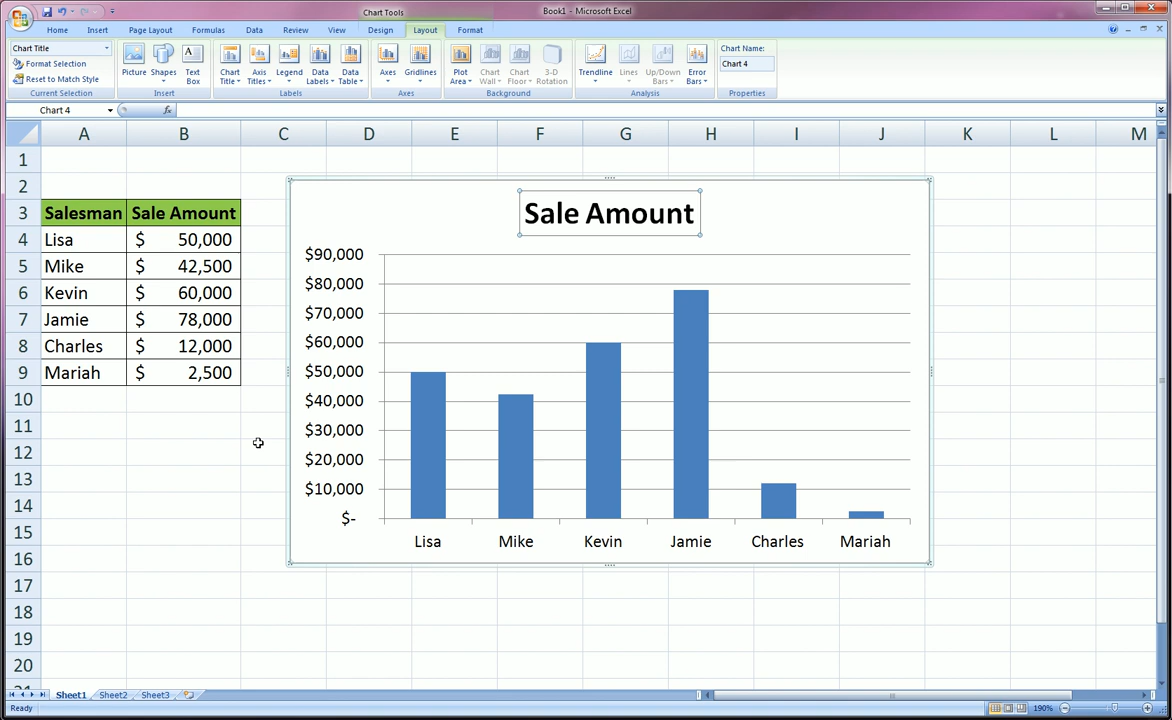 Chart Tools
Book1 - Microsoft Excel
Home Insert Page Layout Formulas Data Review View Design Layout Format
Chart Title
Format Selection
Reset to Match Style
Current Selection
Picture Shapes Text Box
Insert
Chart Title Axis Titles Legend Data Labels Data Table
Labels
Axes Gridlines
Axes
Plot Area Chart Wall Chart Floor 3-D Rotation
Background
Trendline Lines Up/Down Bars Error Bars
Analysis
Chart Name:
Chart 4
Properties
Chart 4 fx
A B C D E F G H I J K L M
1
2
3 Salesman Sale Amount
4 Lisa $ 50,000
5 Mike $ 42,500
6 Kevin $ 60,000
7 Jamie $ 78,000
8 Charles $ 12,000
9 Mariah $ 2,500
10
11
12
13
14
15
16
17
18
19
20
Sale Amount
$90,000
$80,000
$70,000
$60,000
$50,000
$40,000
$30,000
$20,000
$10,000
$-
Lisa Mike Kevin Jamie Charles Mariah
Sheet1 Sheet2 Sheet3
Ready 190%